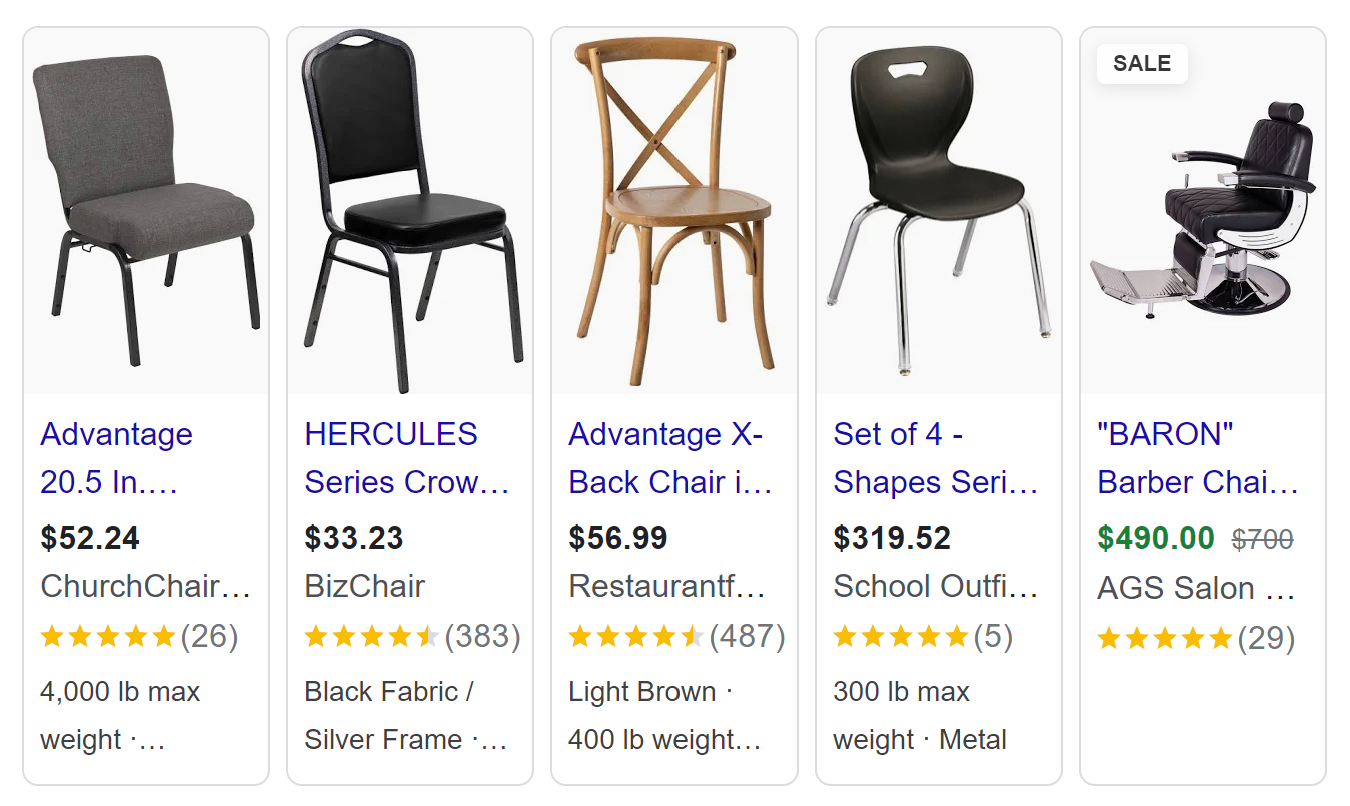 Advantage
20.5 In....
$52.24
ChurchChair...
(26)
4,000 lb max
weight ·...
HERCULES
Series Crow...
$33.23
BizChair
(383)
Black Fabric /
Silver Frame ·...
Advantage X-
Back Chair i...
$56.99
Restaurantf...
(487)
Light Brown ·
400 lb weight...
Set of 4 -
Shapes Seri...
$319.52
School Outfi...
(5)
300 lb max
weight · Metal
SALE
"BARON"
Barber Chai...
$490.00 $700
AGS Salon ...
(29)